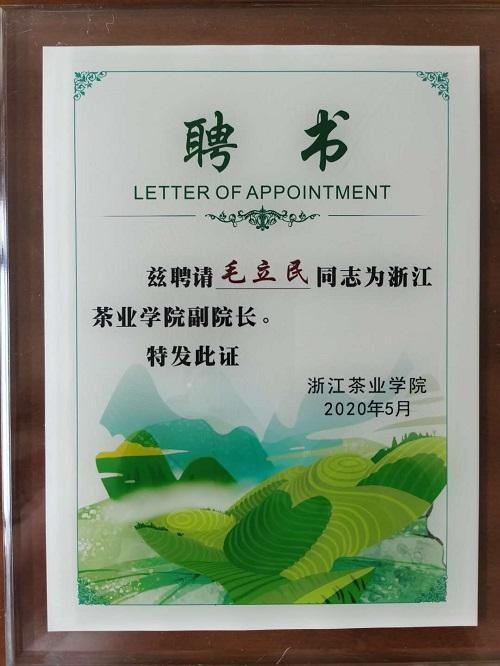 聘书
LETTER OF APPOINTMENT
兹聘请毛立民同志为浙江
茶业学院副院长。
特发此证
浙江茶业学院
2020年5月